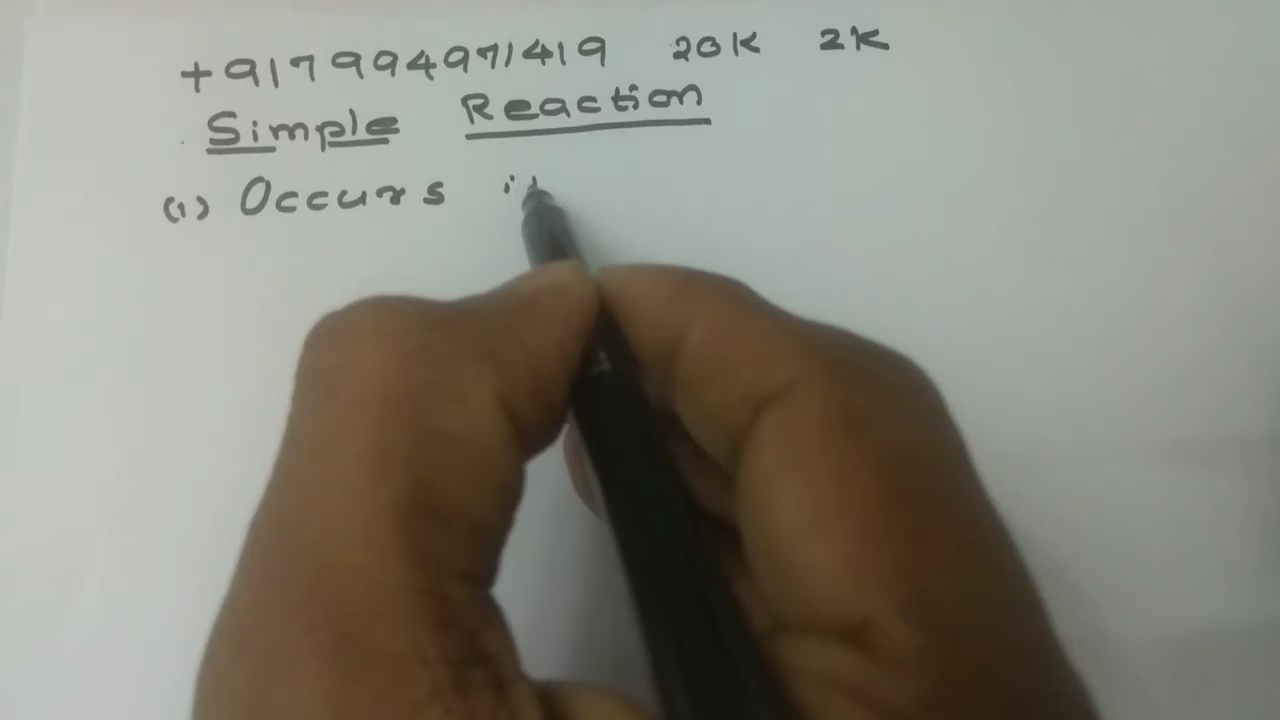 +917994971419 20K 2K
Simple Reaction
(1) Occurs